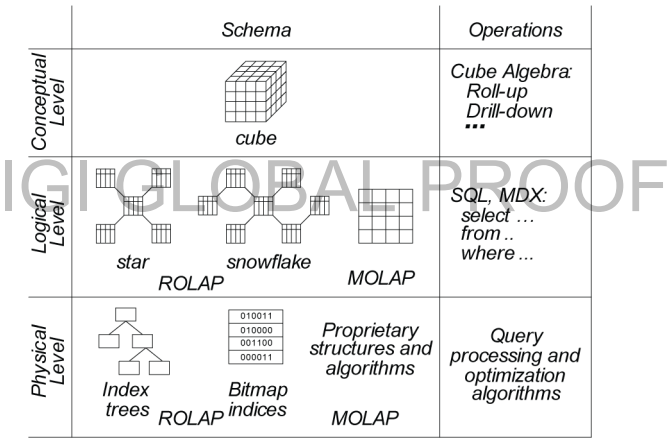 Schema
Operations
Conceptual
Level
cube
Cube Algebra:
Roll-up
Drill-down
...
IGI GLOBAL PROOF
Logical
Level
star
snowflake
ROLAP
MOLAP
SQL, MDX:
select ...
from ..
where ...
Physical
Level
Index
trees
010011
010000
001100
000011
Bitmap
indices
ROLAP
Proprietary
structures and
algorithms
MOLAP
Query
processing and
optimization
algorithms